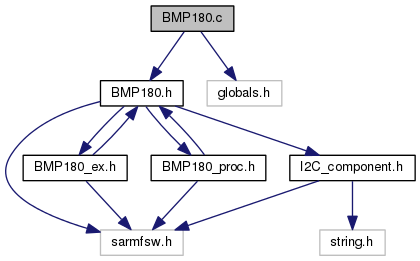 BMP180.c
BMP180.h
globals.h
BMP180_ex.h
BMP180_proc.h
I2C_component.h
sarmfsw.h
string.h